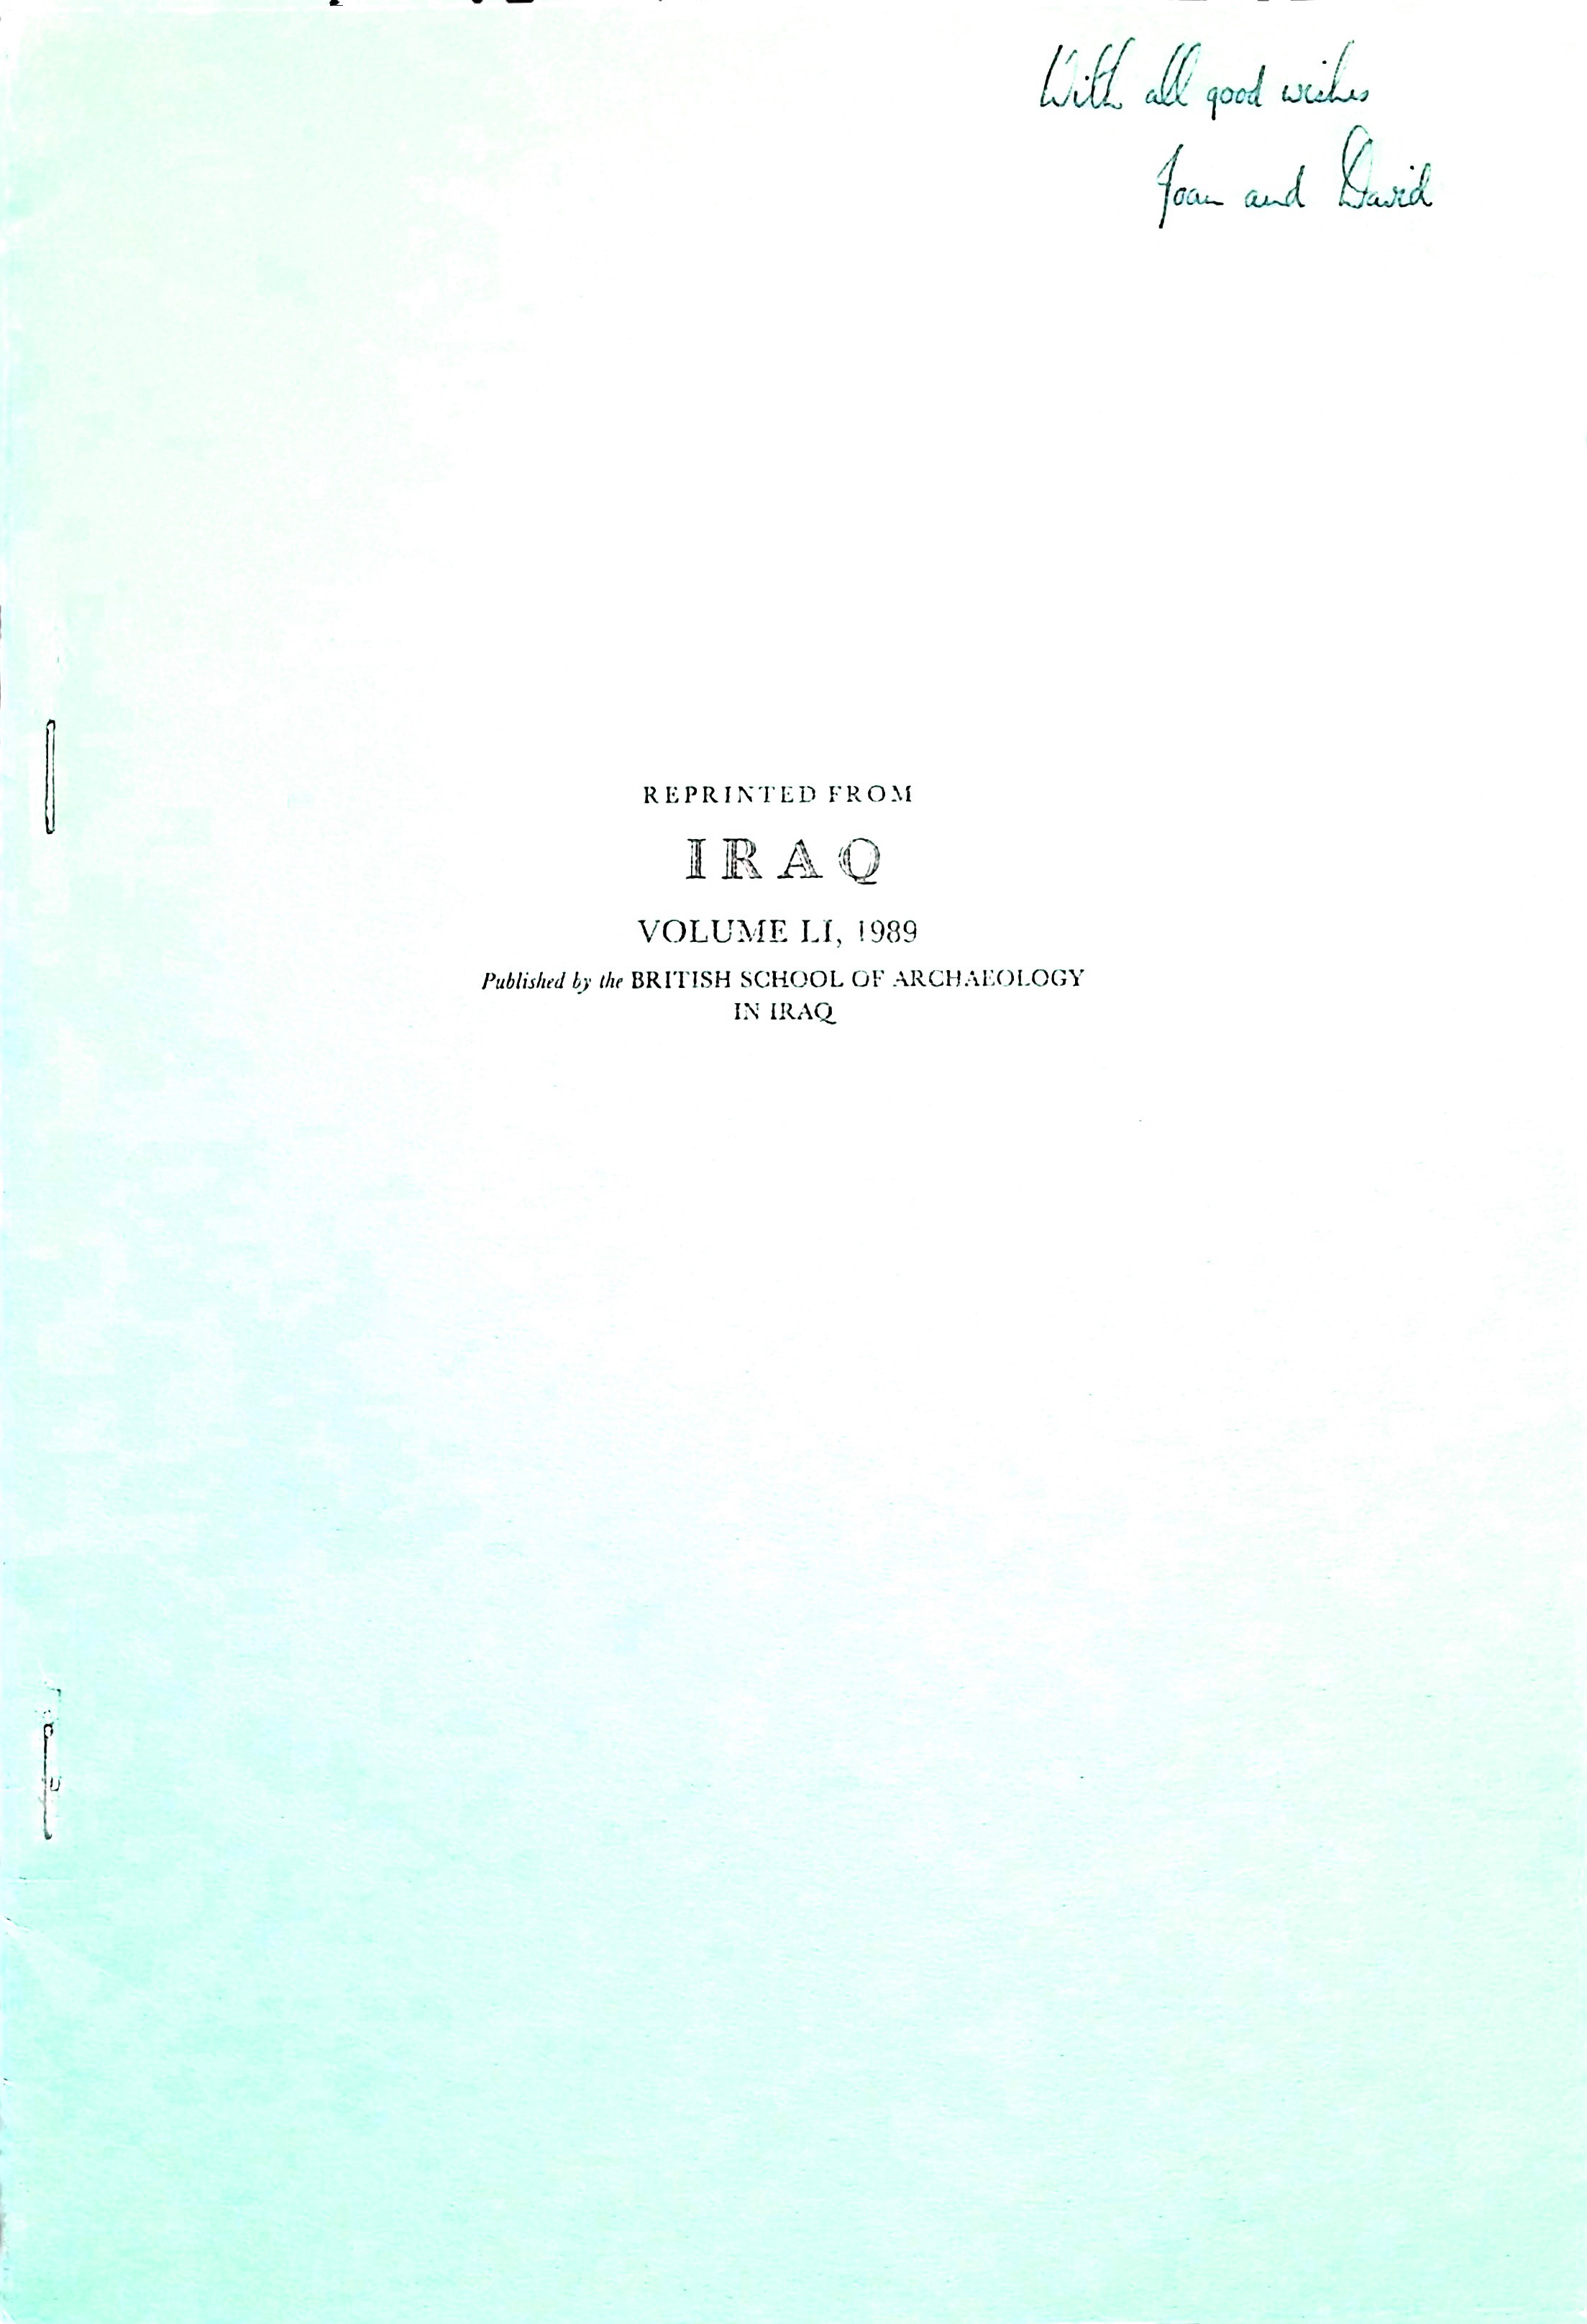 With all good wishes
Joan and David
REPRINTED FROM
IRAQ
VOLUME LI, 1989
Published by the BRITISH SCHOOL OF ARCHAEOLOGY
IN IRAQ